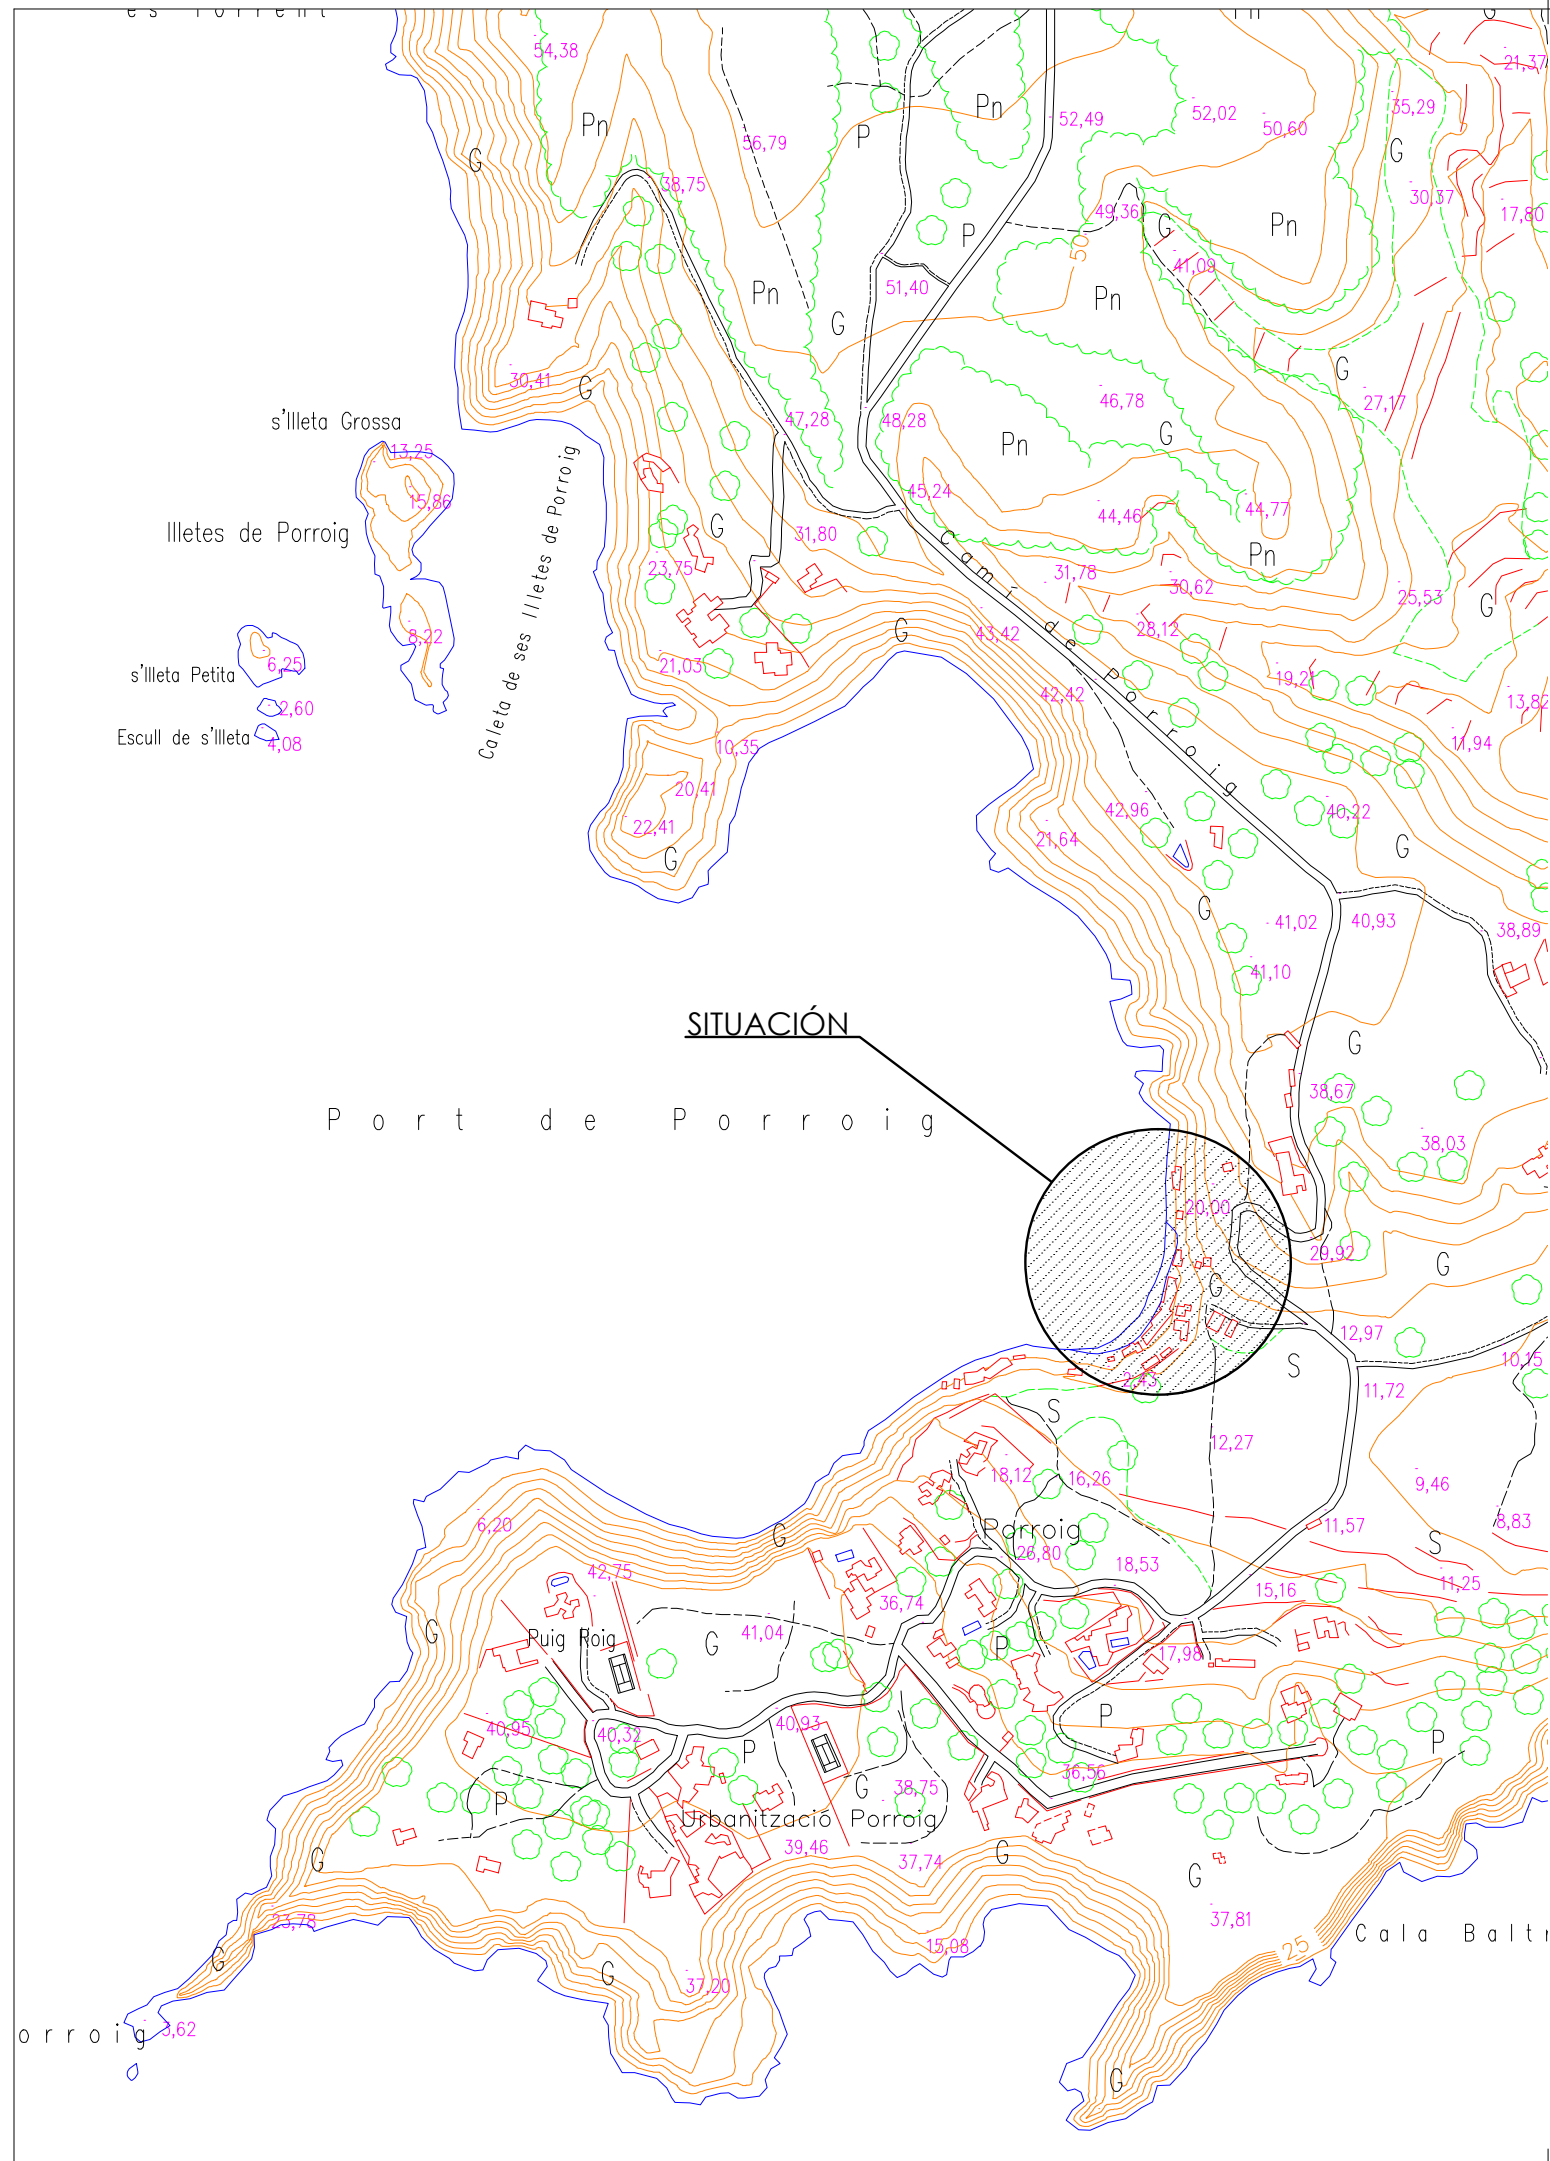 es Torrent
G
G
54,38
21,37
Pn
Pn
35,29
52,49
52,02
50,60
P
56,79
G
G
38,75
30,37
49,36
17,80
G
Pn
P
50
41,09
51,40
Pn
Pn
G
30,41
G
G
46,78
27,17
s'Illeta Grossa
47,28
48,28
Pn
G
13,25
15,86
45,24
44,46
44,77
Illetes de Porroig
Caleta de ses Illetes de Porroig
G
31,80
Camí de Porroig
Pn
23,75
31,78
30,62
25,53
G
8,22
G
43,42
28,12
6,25
s'Illeta Petita
21,03
42,42
19,21
13,82
2,60
Escull de s'Illeta
4,08
10,35
11,94
20,41
22,41
21,64
42,96
40,22
G
G
G
41,02
40,93
38,89
41,10
SITUACIÓN
G
38,67
Port de Porroig
38,03
20,00
29,92
G
G
12,97
10,15
S
2,43
11,72
S
12,27
18,12
16,26
9,46
6,20
G
Porroig
11,57
8,83
26,80
18,53
S
42,75
15,16
11,25
36,74
G
Puig Roig
G
41,04
P
17,98
40,95
40,32
40,93
P
P
P
36,56
P
G
38,75
Urbanització Porroig
G
39,46
37,74
G
G
23,78
37,81
15,08
25
Cala Baltr
G
G
37,20
orroig
3,62
G